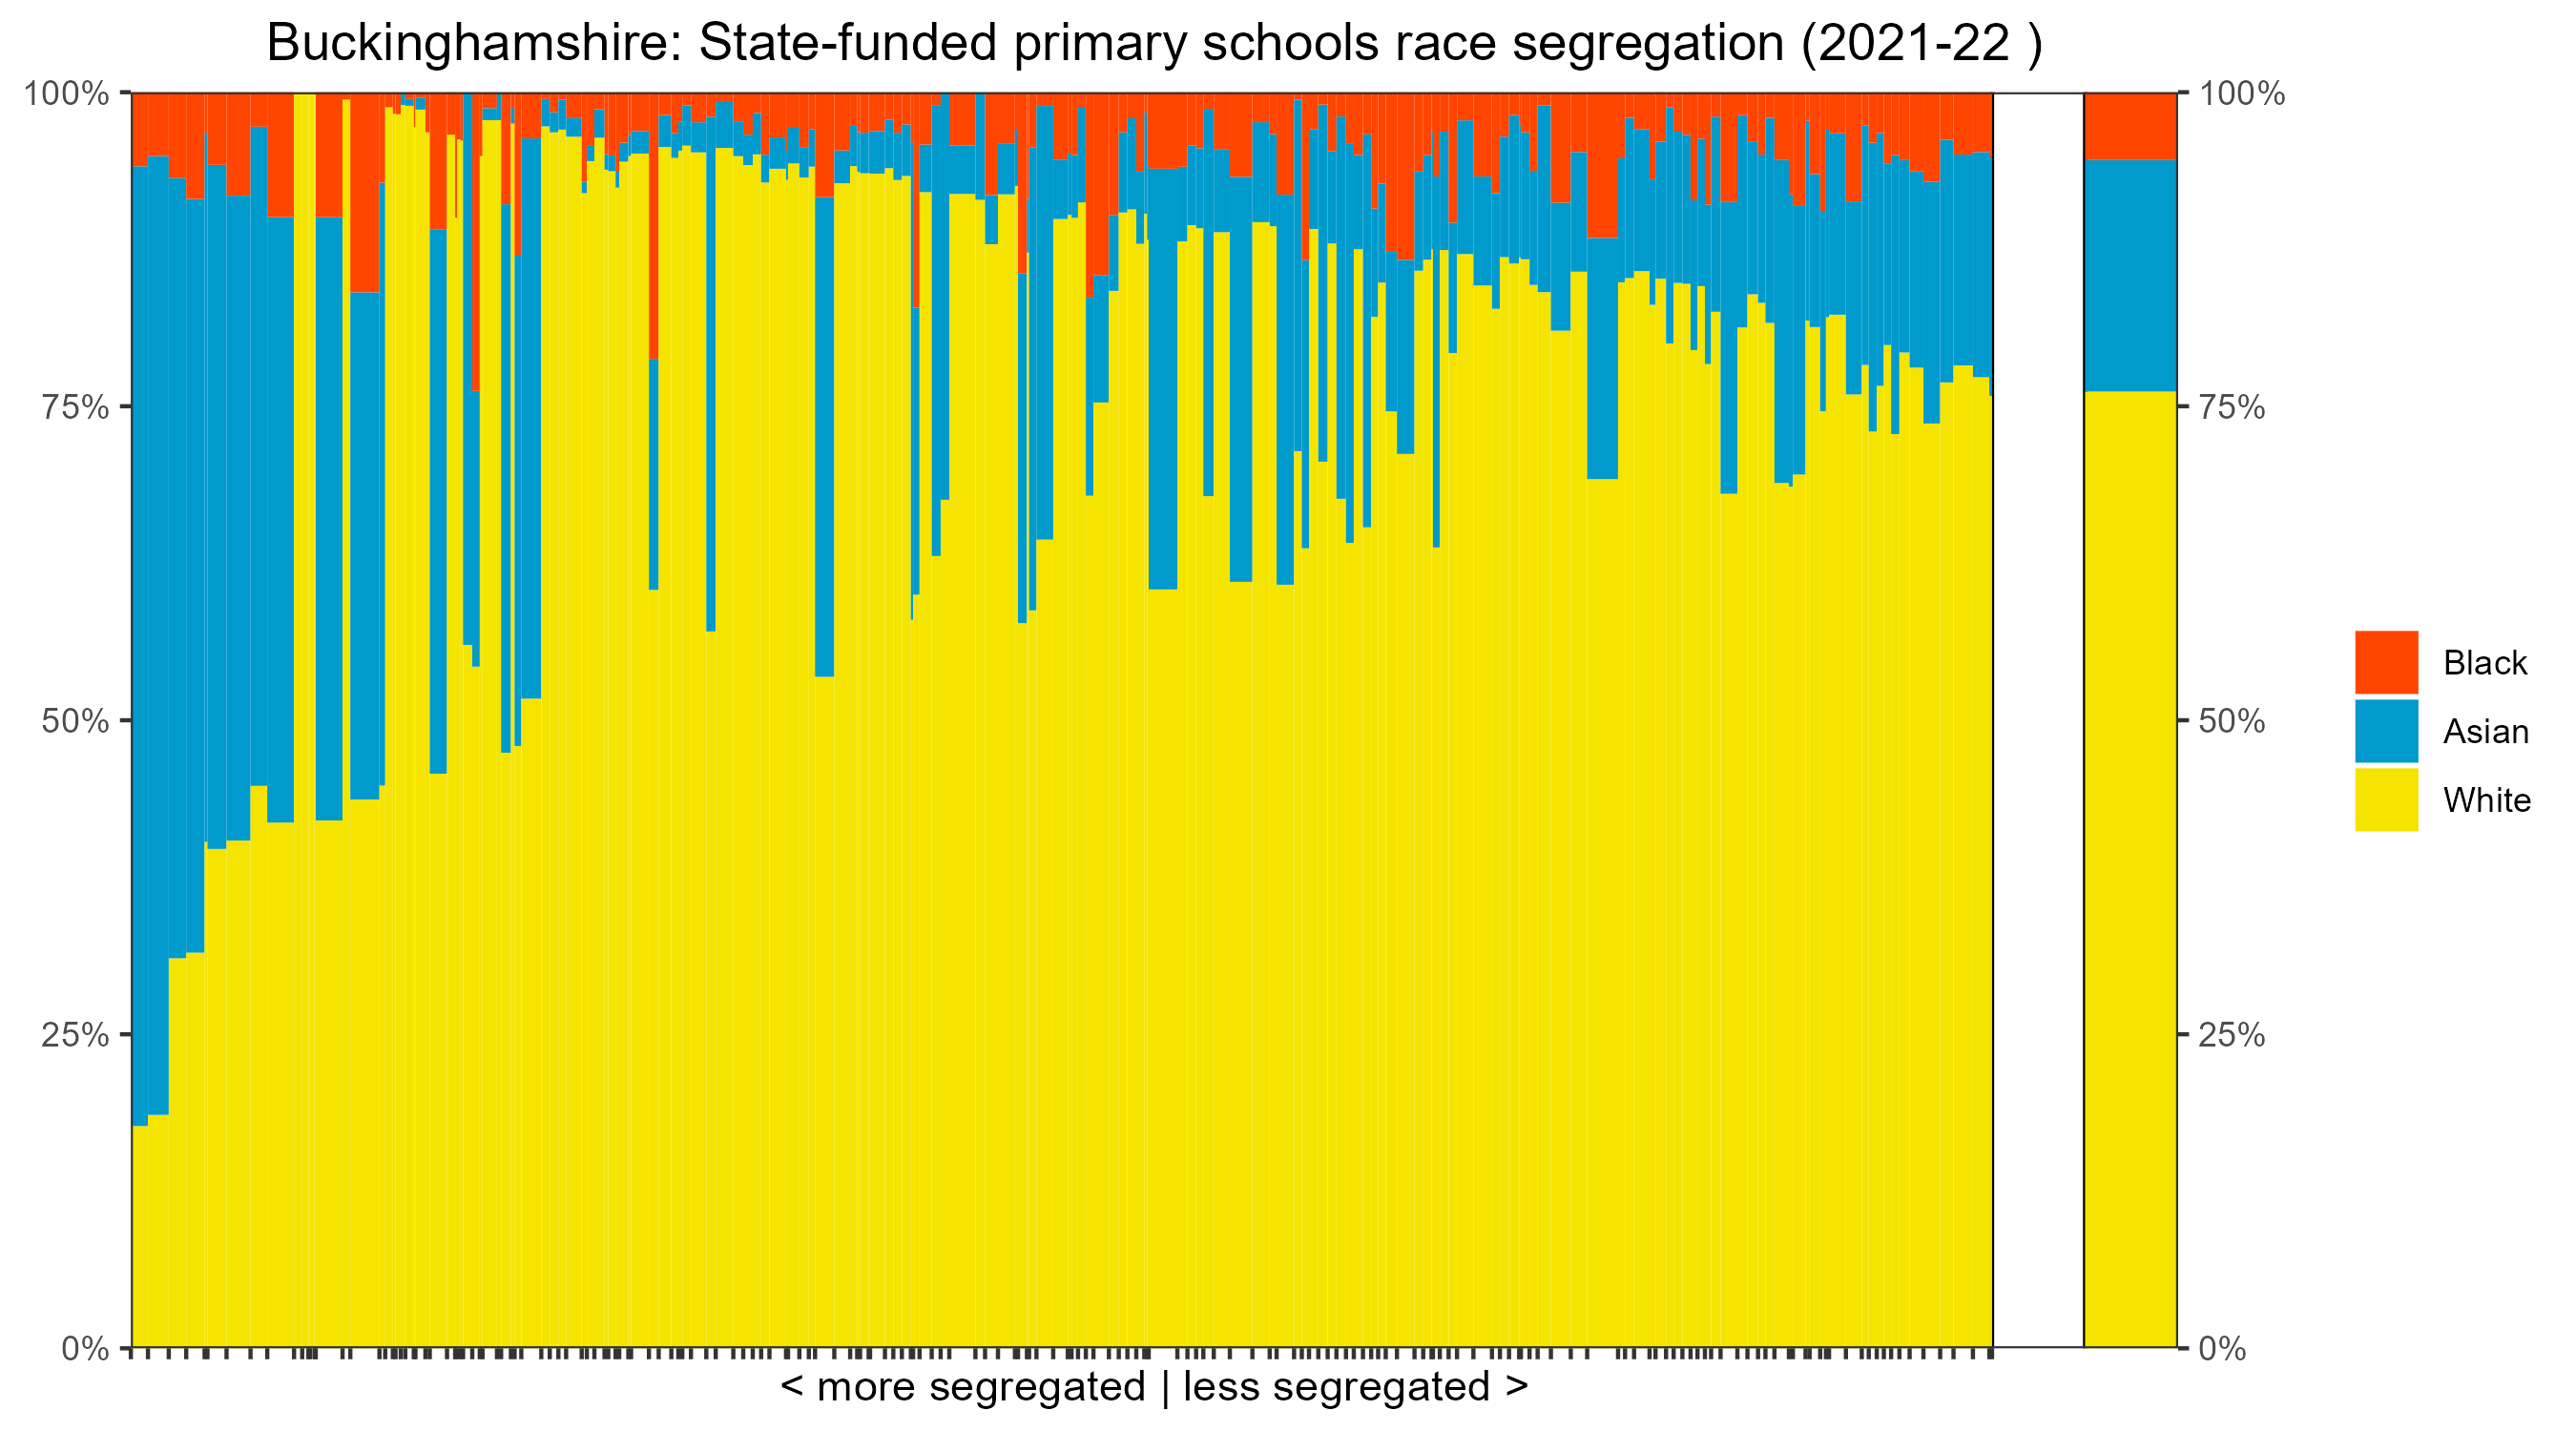 Buckinghamshire: State-funded primary schools race segregation (2021-22 )
100%
75%
50%
25%
0%
100%
75%
50%
25%
0%
Black
Asian
White
< more segregated | less segregated >